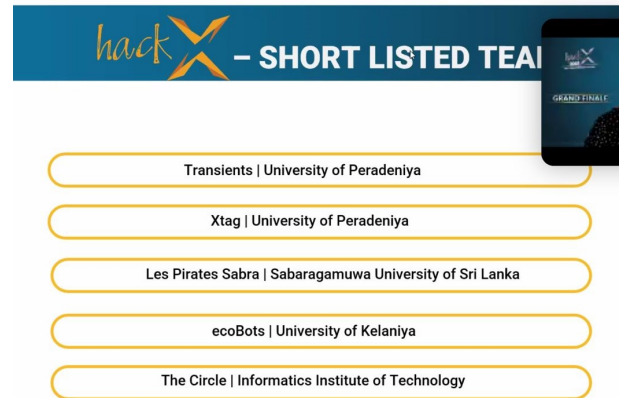 hackX – SHORT LISTED TEA
hackX
GRAND FINALE
Transients | University of Peradeniya
Xtag | University of Peradeniya
Les Pirates Sabra | Sabaragamuwa University of Sri Lanka
ecoBots | University of Kelaniya
The Circle | Informatics Institute of Technology